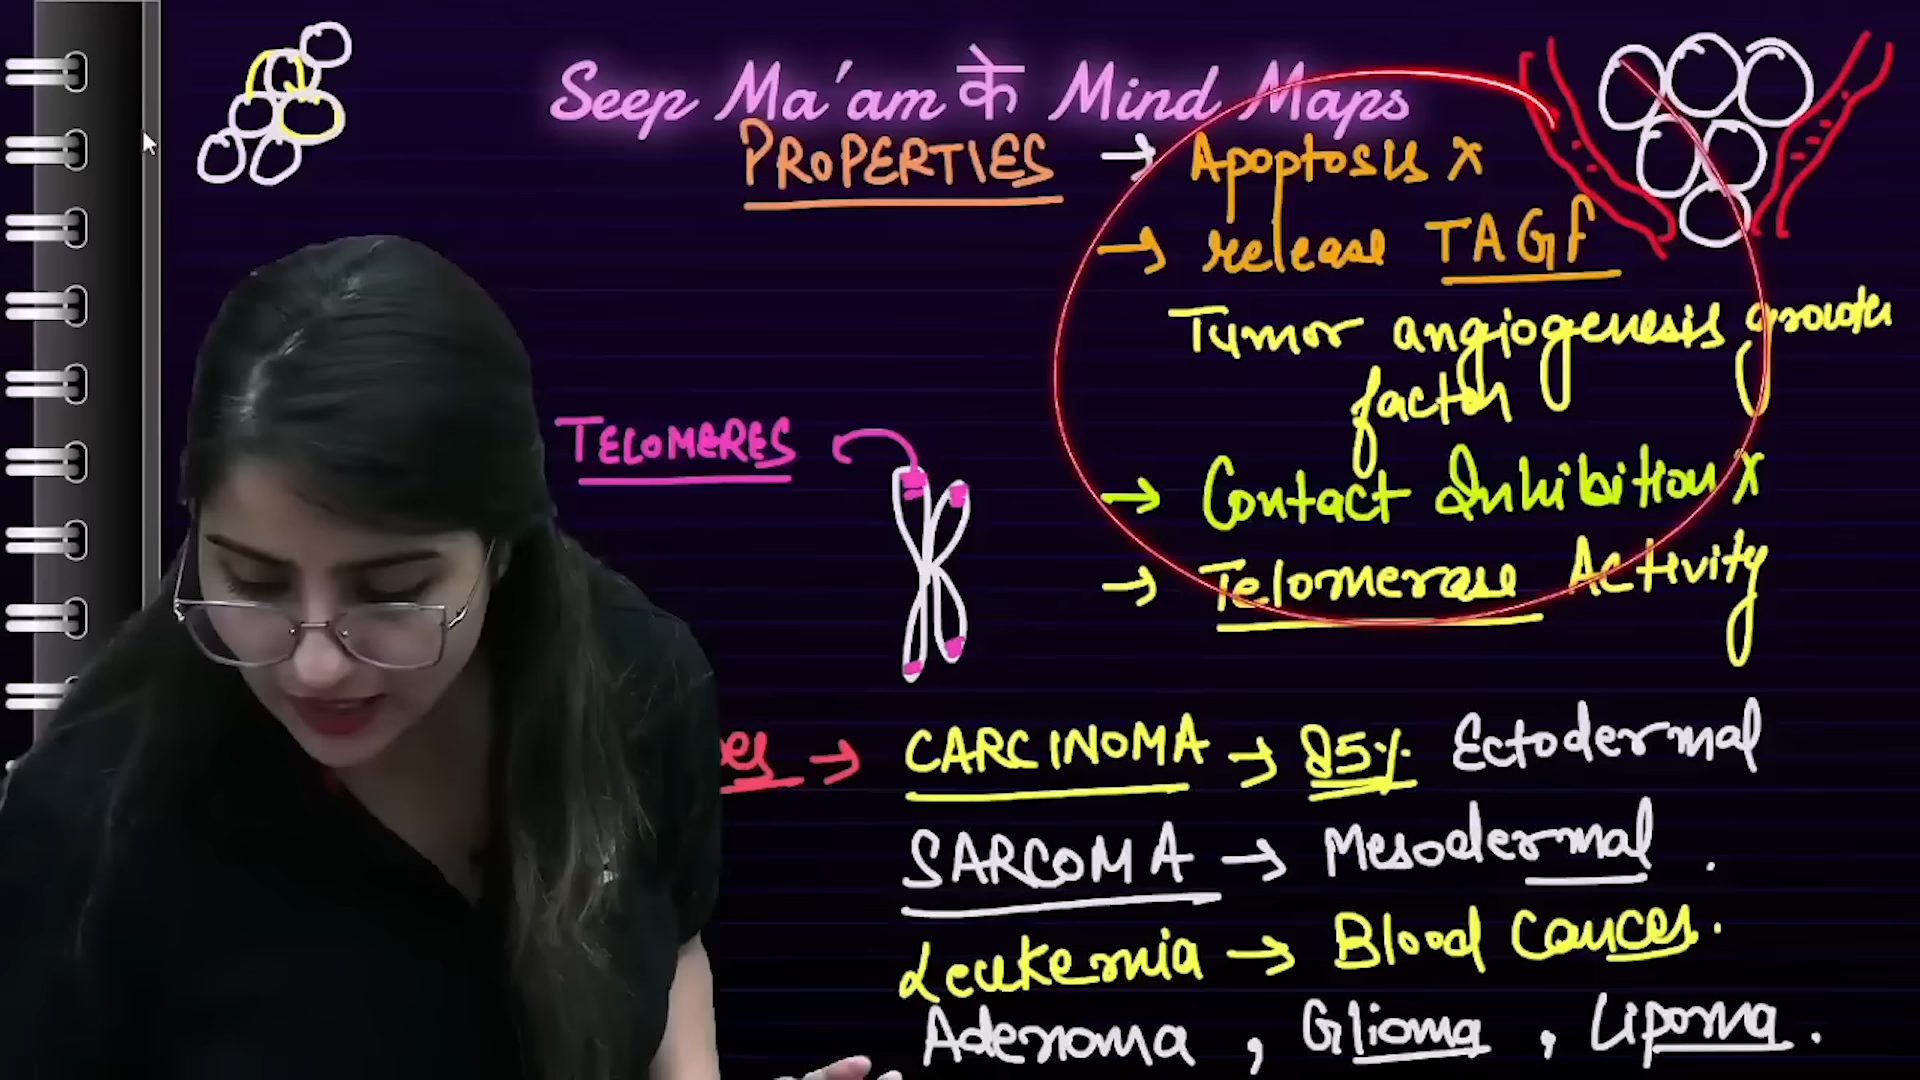 Seep Ma'am के Mind Maps
PROPERTIES → Apoptosis x
→ release TAGf
Tumor angiogenesis growth
factor
TELOMERES
→ Contact Inhibition x
→ Telomerase Activity
→ CARCINOMA → 85% Ectodermal
SARCOMA → Mesodermal .
Leukemia → Blood Cancer.
Adenoma , Glioma , Lipoma .